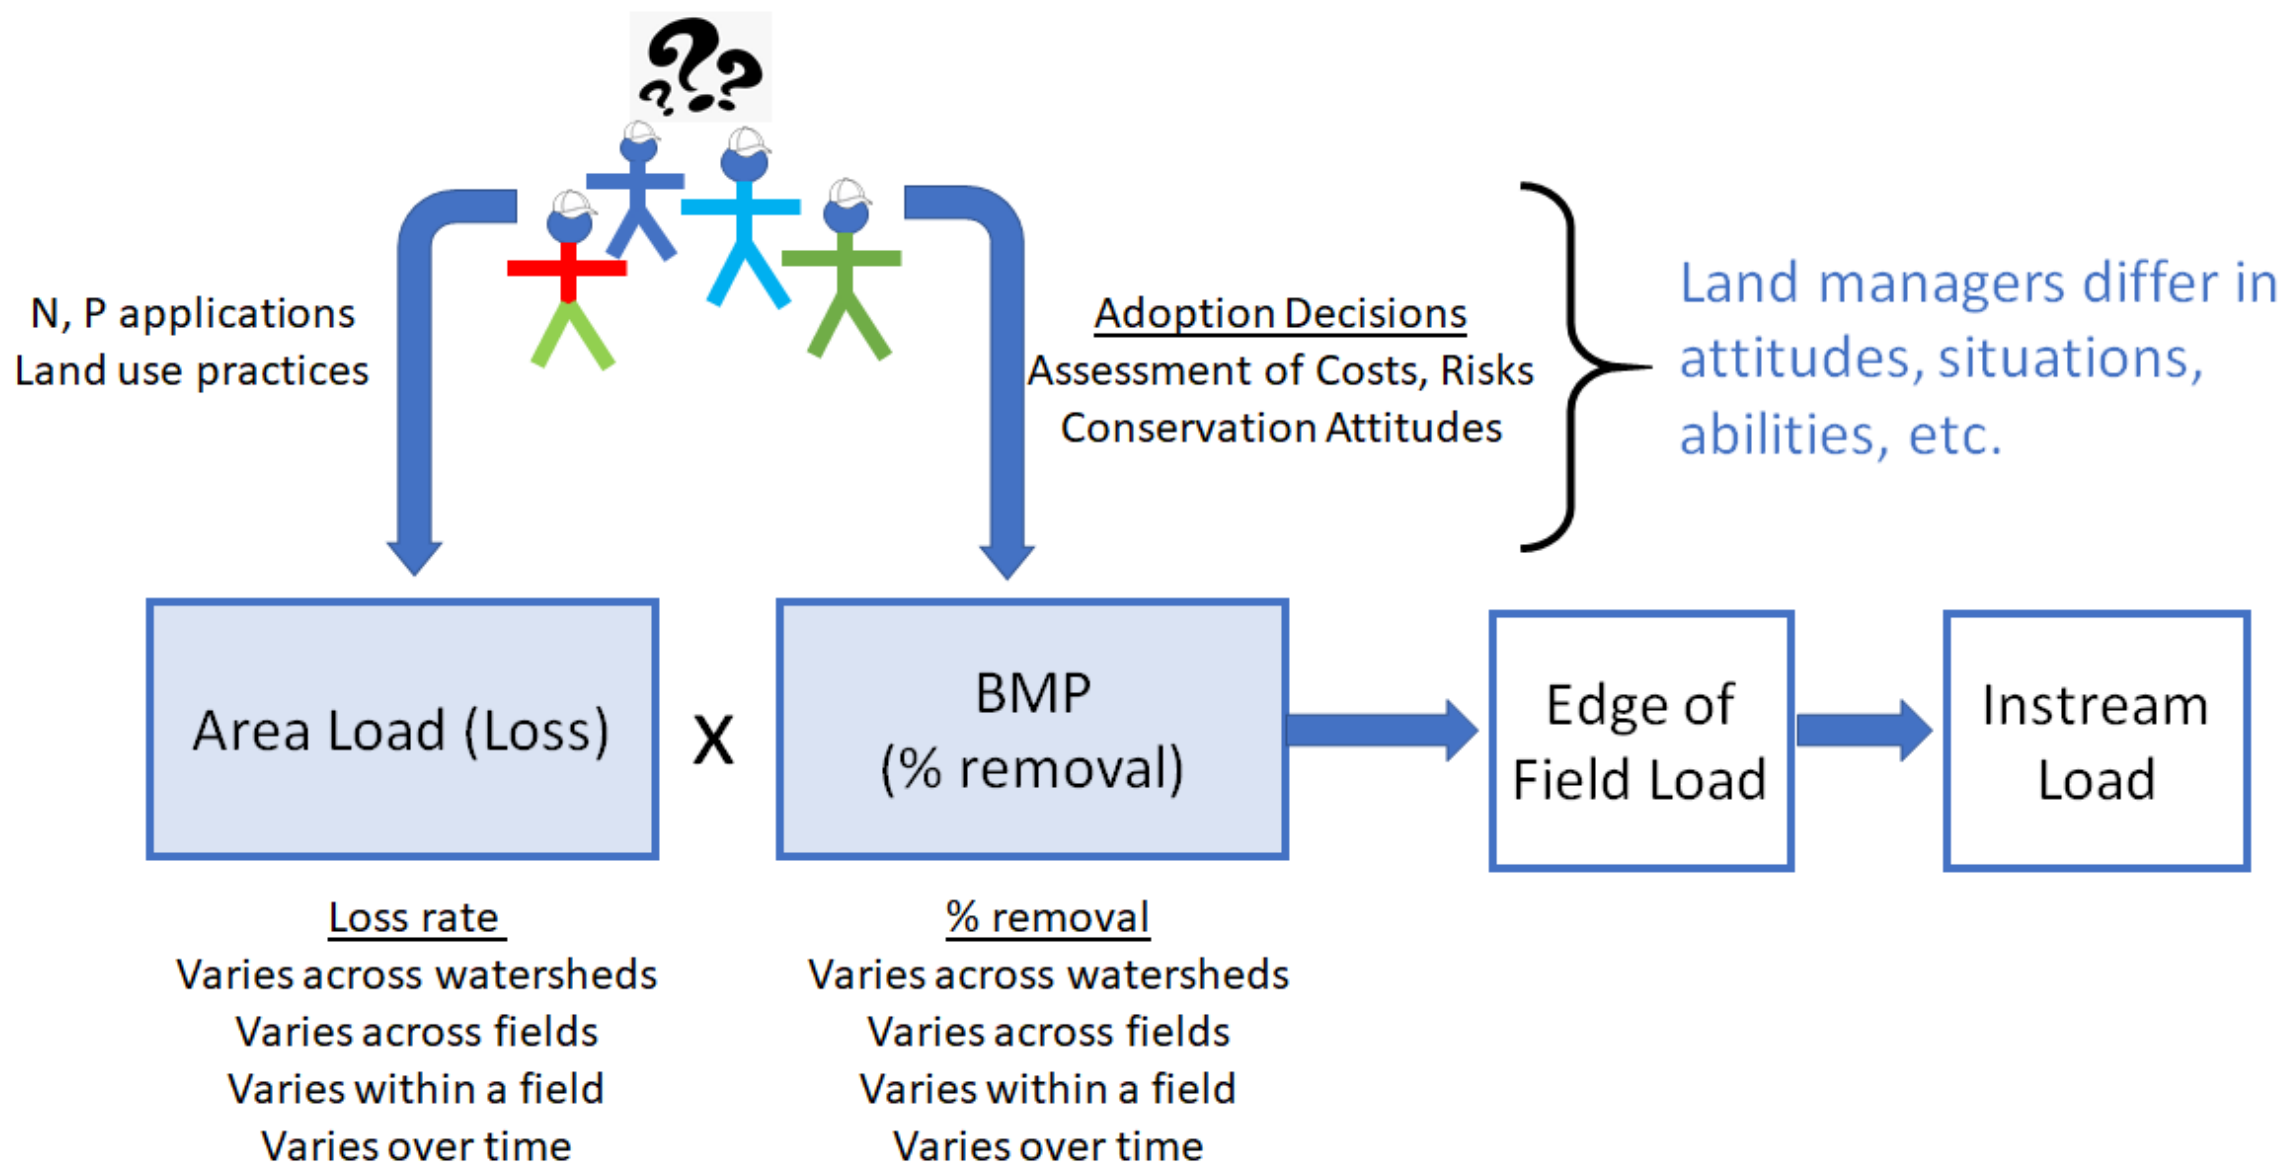 ???
N, P applications
Land use practices
Adoption Decisions
Assessment of Costs, Risks
Conservation Attitudes
Land managers differ in
attitudes, situations,
abilities, etc.
Area Load (Loss)
X
BMP
(% removal)
Edge of
Field Load
Instream
Load
Loss rate
Varies across watersheds
Varies across fields
Varies within a field
Varies over time
% removal
Varies across watersheds
Varies across fields
Varies within a field
Varies over time